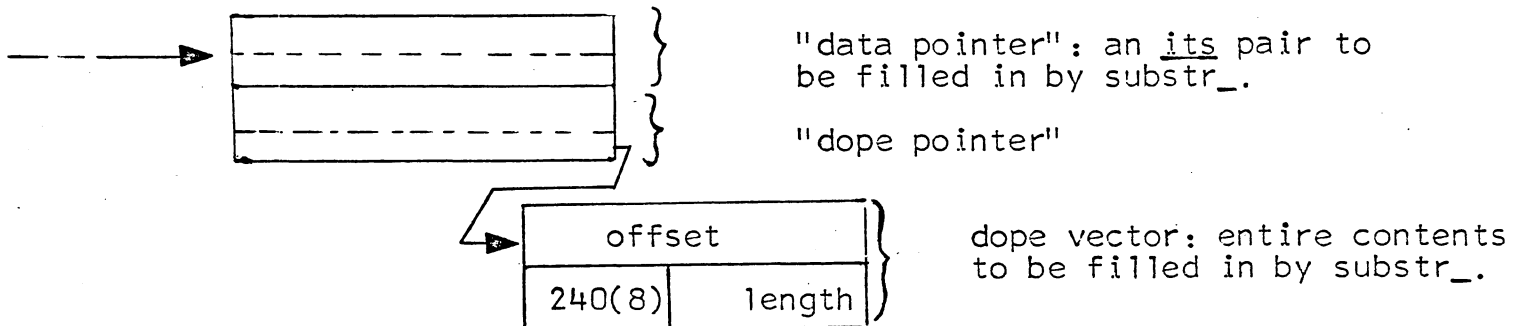 "data pointer": an its pair to
be filled in by substr_.
"dope pointer"
offset
240(8) length
dope vector: entire contents
to be filled in by substr_.